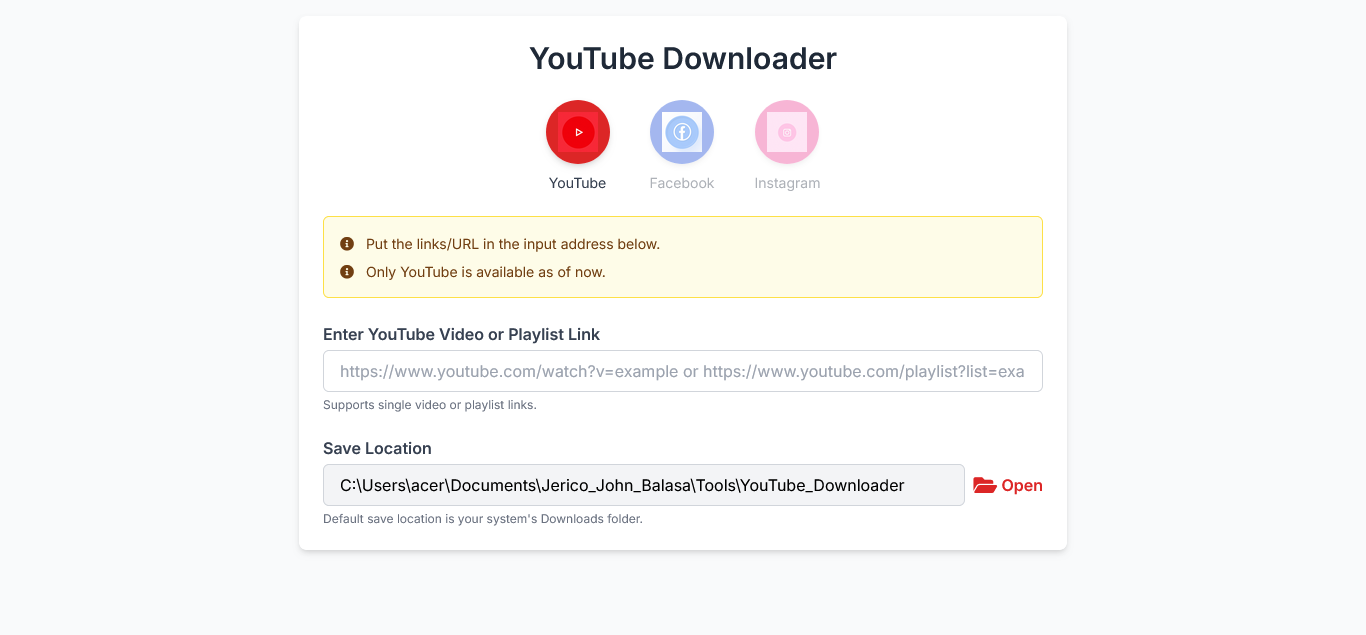 YouTube Downloader
YouTube
Facebook
Instagram
Put the links/URL in the input address below.
Only YouTube is available as of now.
Enter YouTube Video or Playlist Link
https://www.youtube.com/watch?v=example or https://www.youtube.com/playlist?list=exa
Supports single video or playlist links.
Save Location
C:\Users\acer\Documents\Jerico_John_Balasa\Tools\YouTube_Downloader
Open
Default save location is your system's Downloads folder.